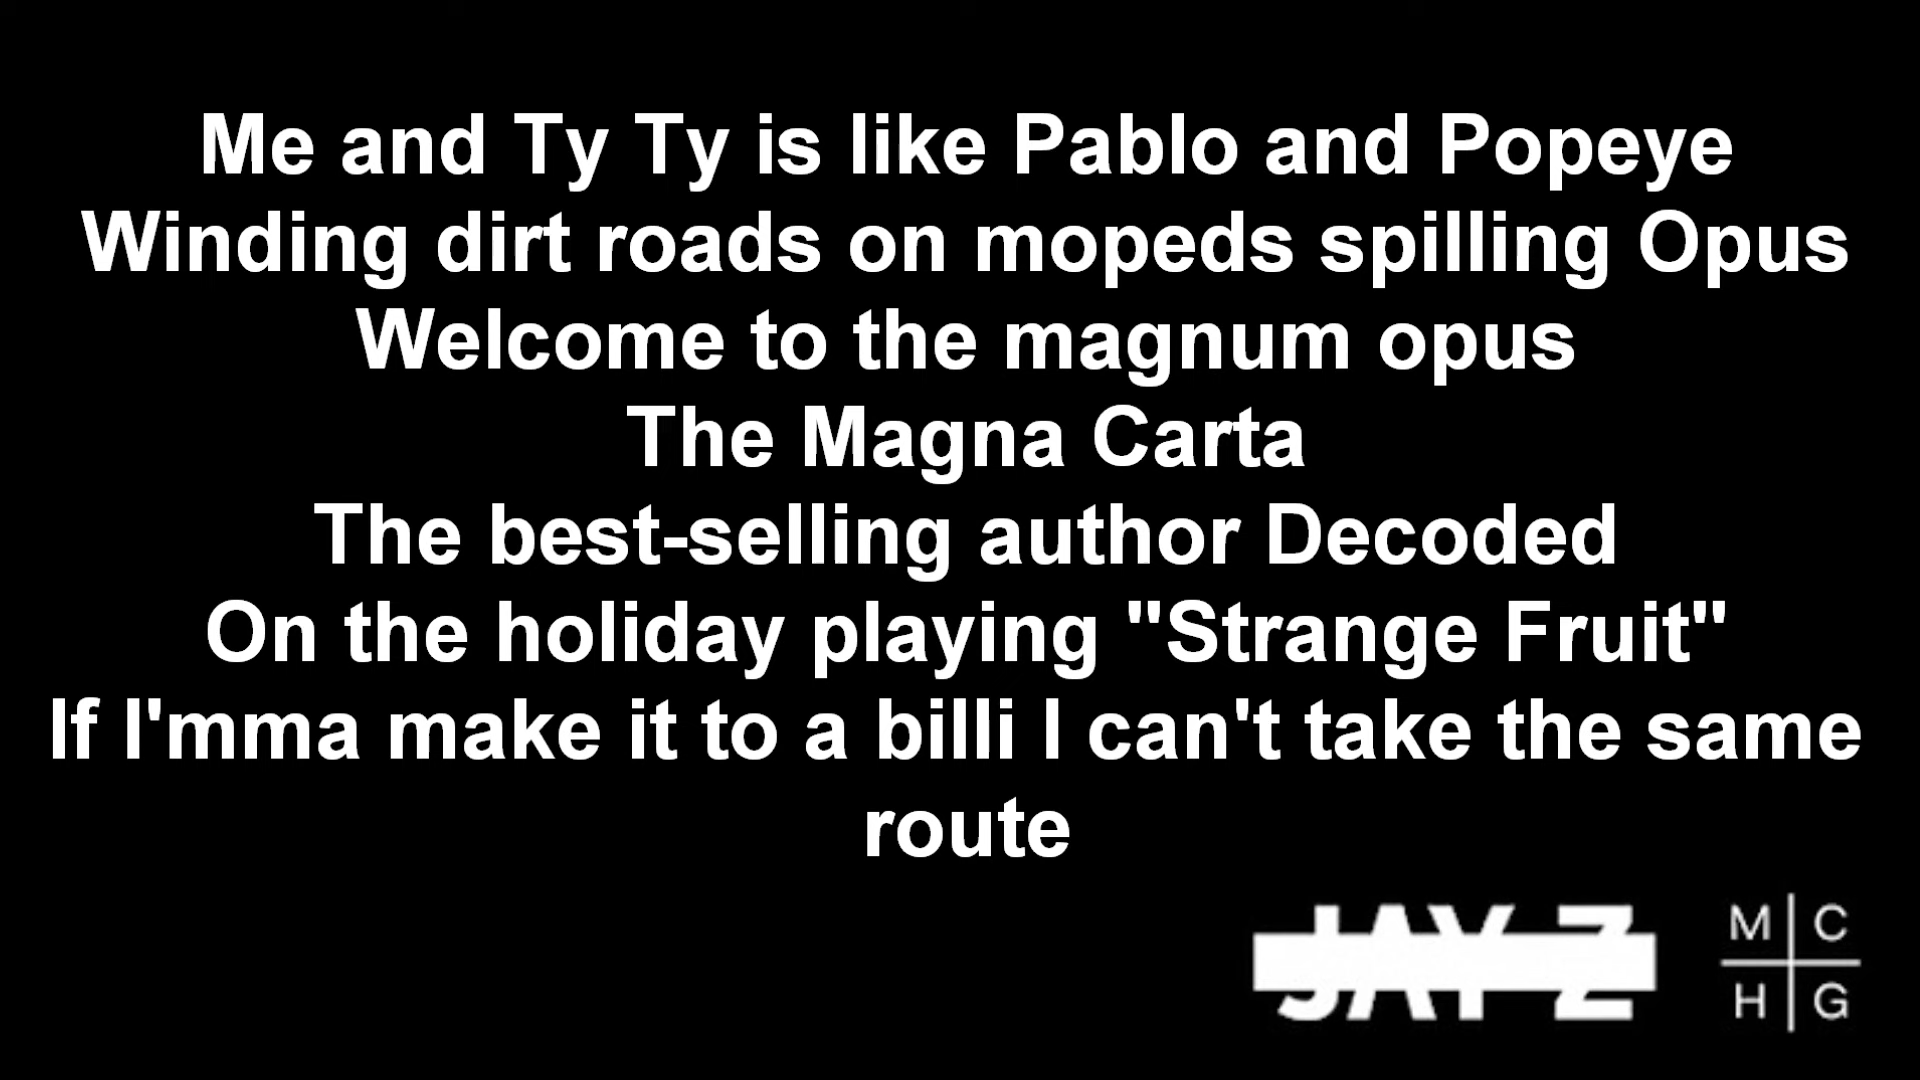 Me and Ty Ty is like Pablo and Popeye
Winding dirt roads on mopeds spilling Opus
Welcome to the magnum opus
The Magna Carta
The best-selling author Decoded
On the holiday playing "Strange Fruit"
If I'mma make it to a billi I can't take the same
route
JAY Z
M C
H G